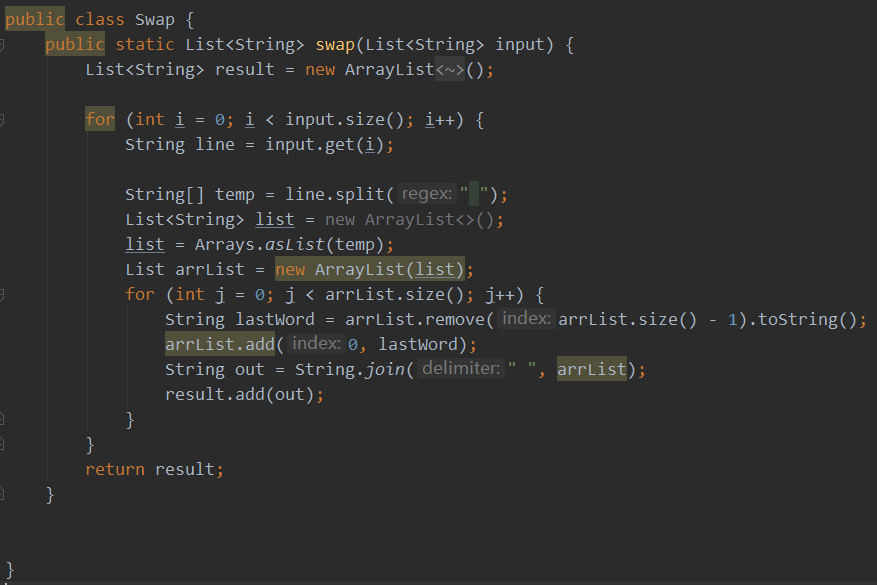 public class Swap {
public static List<String> swap(List<String> input) {
List<String> result = new ArrayList<~>();
for (int i = 0; i < input.size(); i++) {
String line = input.get(i);
String[] temp = line.split( regex: " ");
List<String> list = new ArrayList<>();
list = Arrays.asList(temp);
List arrList = new ArrayList(list);
for (int j = 0; j < arrList.size(); j++) {
String lastWord = arrList.remove( index: arrList.size() - 1).toString();
arrList.add( index: 0, lastWord);
String out = String.join( delimiter: " ", arrList);
result.add(out);
}
}
return result;
}
}